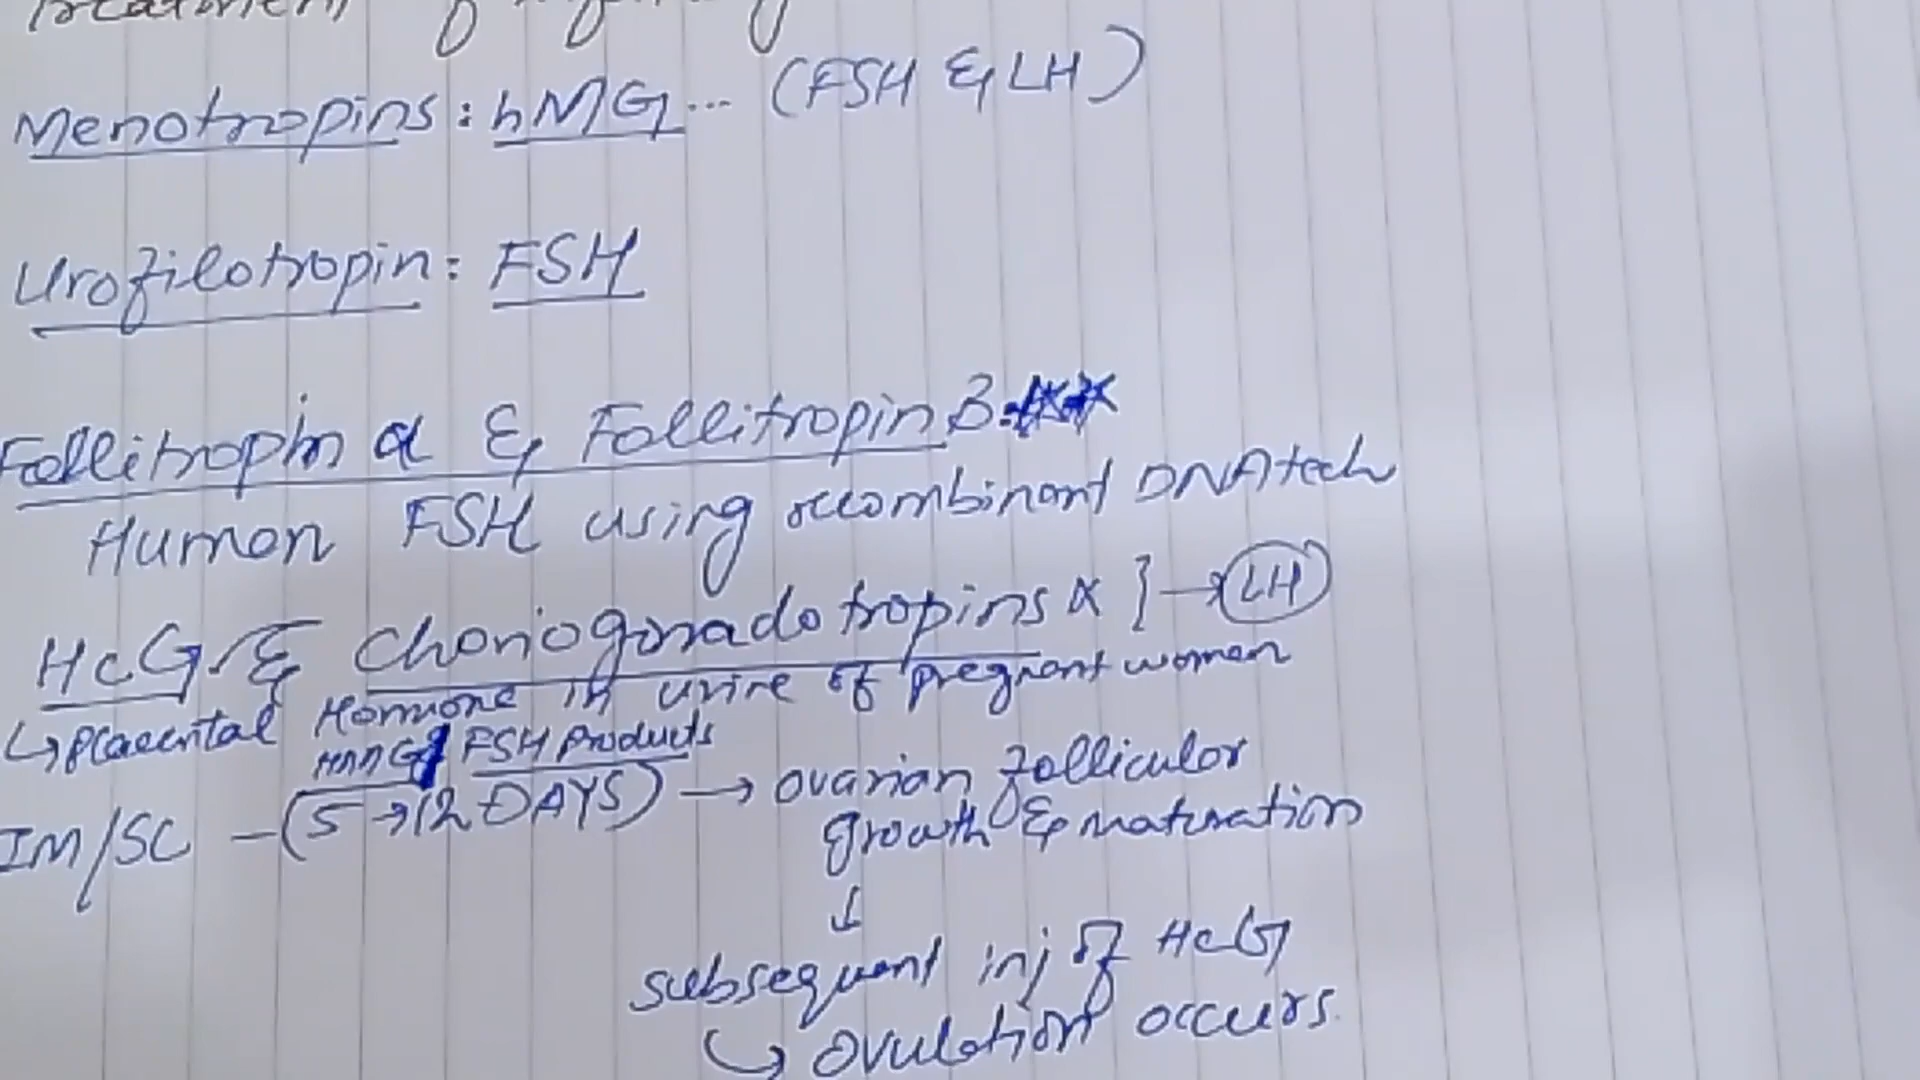 Treatment of
Menotropins : hMG... (FSH & LH)
Urofilotropin : FSH
Follitropin α & Follitropin β :
Human FSH using recombinant DNA tech
HcG & Choriogonadotropins α ] → LH
↳ placental Hormone in urine of pregnant women
HMG FSH Products
IM/SC – (5 → 12 DAYS) → ovarian follicular
growth & maturation
↓
subsequent inj of HcG
↳ ovulation occurs.